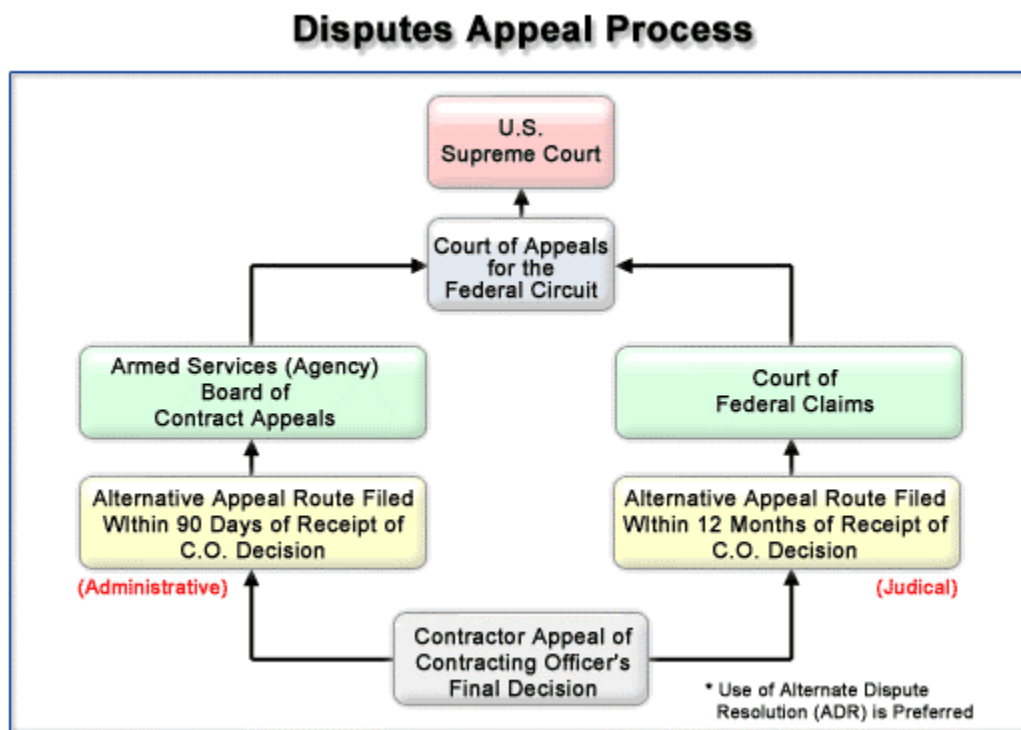 Disputes Appeal Process
U.S.
Supreme Court
Court of Appeals
for the
Federal Circuit
Armed Services (Agency)
Board of
Contract Appeals
Court of
Federal Claims
Alternative Appeal Route Filed
WIthin 90 Days of Receipt of
C.O. Decision
(Administrative)
Alternative Appeal Route Filed
WIthin 12 Months of Receipt of
C.O. Decision
(Judical)
Contractor Appeal of
Contracting Officer's
Final Decision
* Use of Alternate Dispute
Resolution (ADR) is Preferred